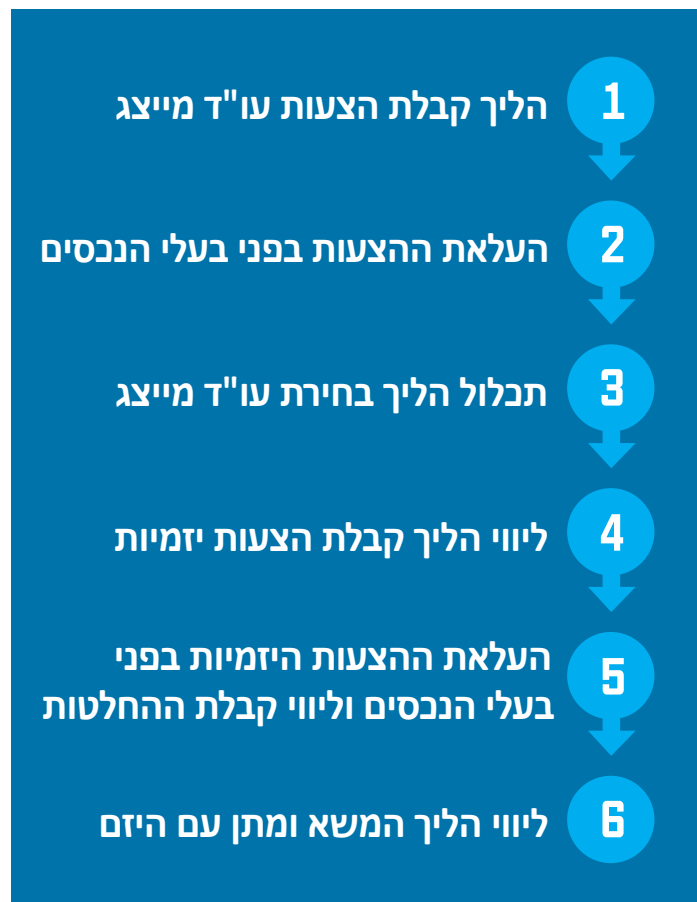 1 הליך קבלת הצעות עו"ד מייצג
2 העלאת ההצעות בפני בעלי הנכסים
3 תכלול הליך בחירת עו"ד מייצג
4 ליווי הליך קבלת הצעות יזמיות
5 העלאת ההצעות היזמיות בפני
בעלי הנכסים וליווי קבלת ההחלטות
6 ליווי הליך המשא ומתן עם היזם